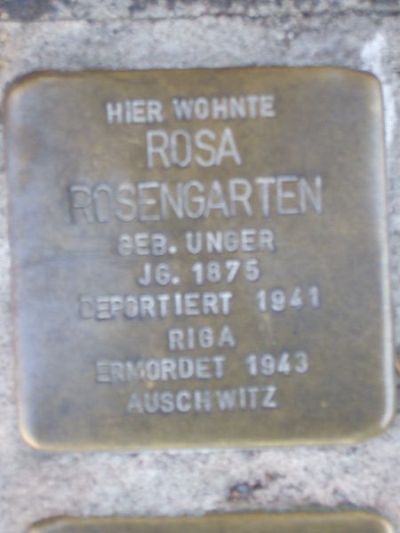 HIER WOHNTE
ROSA
ROSENGARTEN
GEB. UNGER
JG. 1875
DEPORTIERT 1941
RIGA
ERMORDET 1943
AUSCHWITZ